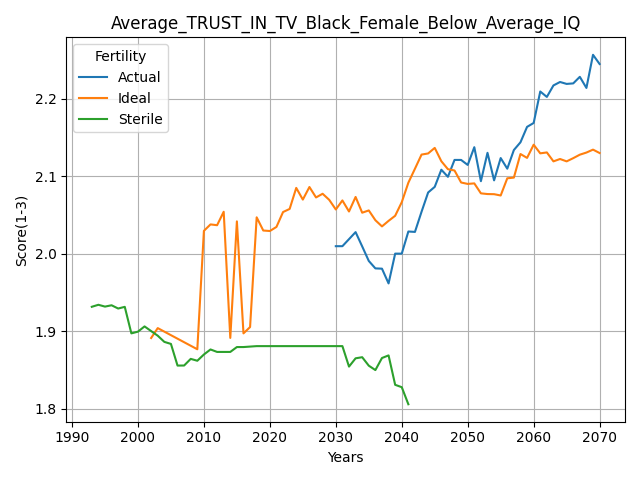 Average_TRUST_IN_TV_Black_Female_Below_Average_IQ
Fertility
Actual
Ideal
Sterile
Score(1-3)
2.2
2.1
2.0
1.9
1.8
1990
2000
2010
2020
2030
2040
2050
2060
2070
Years